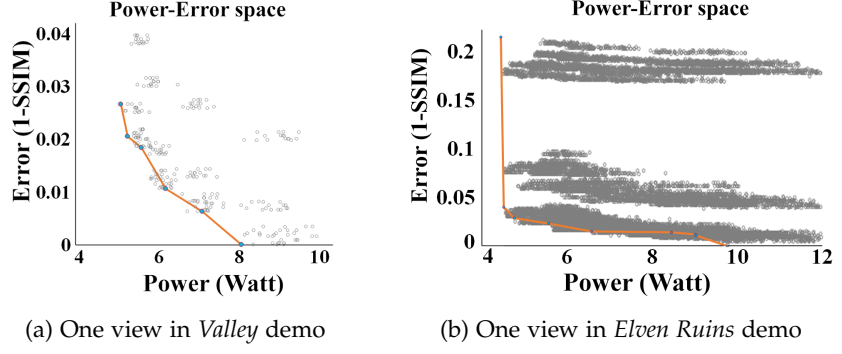 Power-Error space
Error (1-SSIM)
0.04
0.03
0.02
0.01
0
4
6
8
10
Power (Watt)
(a) One view in Valley demo
Power-Error space
Error (1-SSIM)
0.2
0.15
0.1
0.05
0
4
6
8
10
12
Power (Watt)
(b) One view in Elven Ruins demo